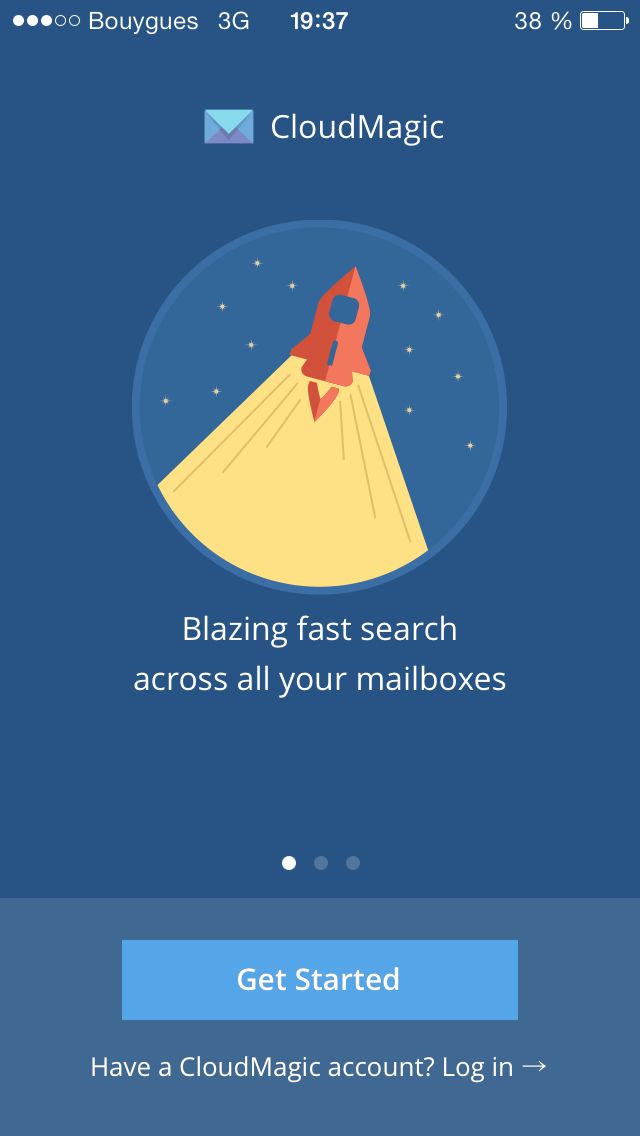 Bouygues 3G 19:37 38 %
CloudMagic
Blazing fast search
across all your mailboxes
Get Started
Have a CloudMagic account? Log in →